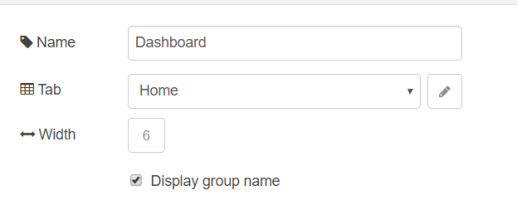 Name Dashboard
Tab Home
Width 6
Display group name